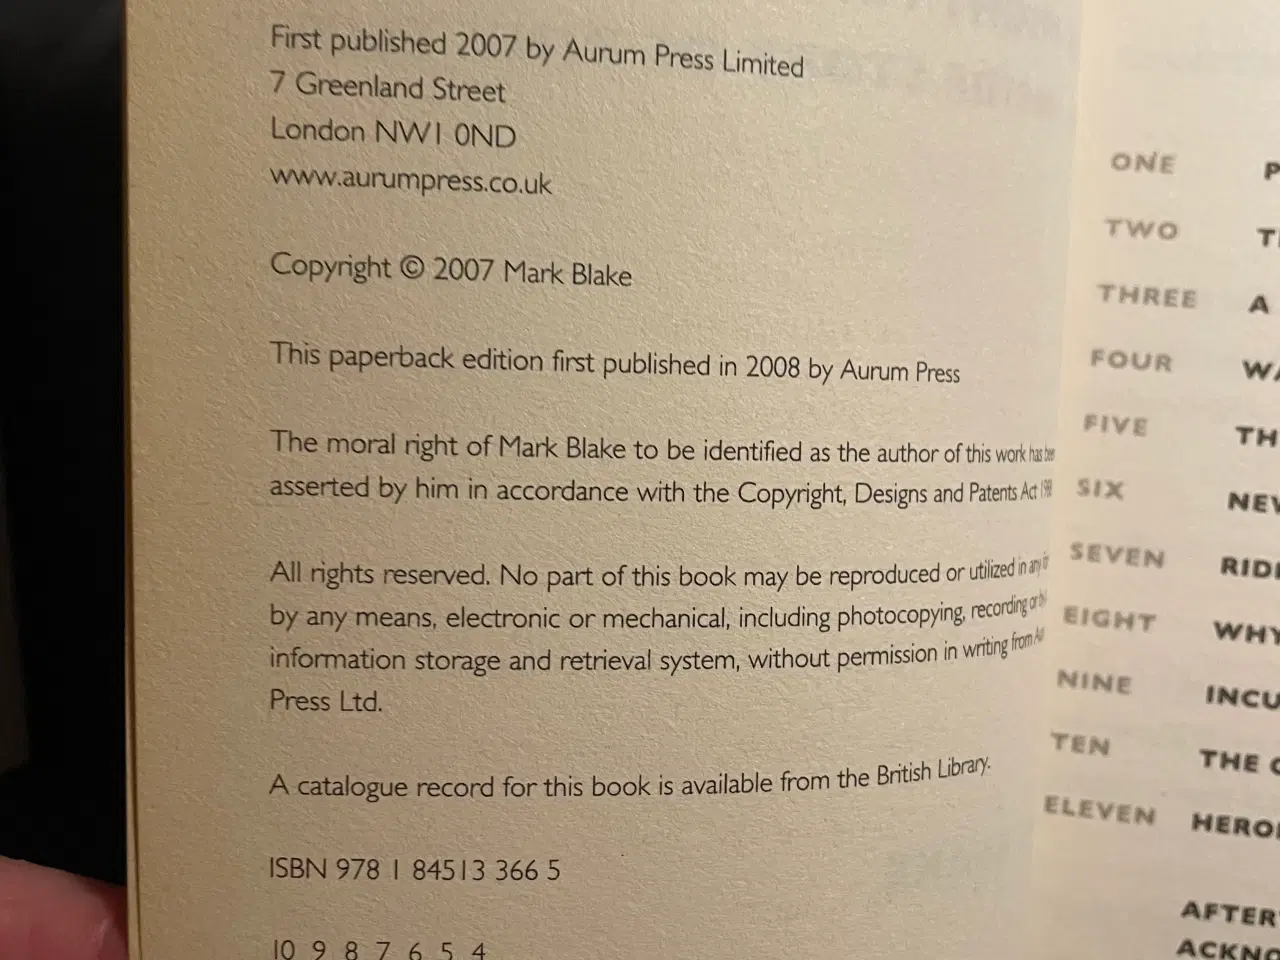 First published 2007 by Aurum Press Limited
7 Greenland Street
London NW1 0ND
www.aurumpress.co.uk
Copyright © 2007 Mark Blake
This paperback edition first published in 2008 by Aurum Press
The moral right of Mark Blake to be identified as the author of this work has been
asserted by him in accordance with the Copyright, Designs and Patents Act
All rights reserved. No part of this book may be reproduced or utilized in any
by any means, electronic or mechanical, including photocopying, recording or
information storage and retrieval system, without permission in writing from
Press Ltd.
A catalogue record for this book is available from the British Library.
ISBN 978 1 84513 366 5
10 9 8 7 6 5 4
ONE P
TWO
THREE A
FOUR
FIVE
SIX
SEVEN
EIGHT WHY
NINE
TEN THE
ELEVEN